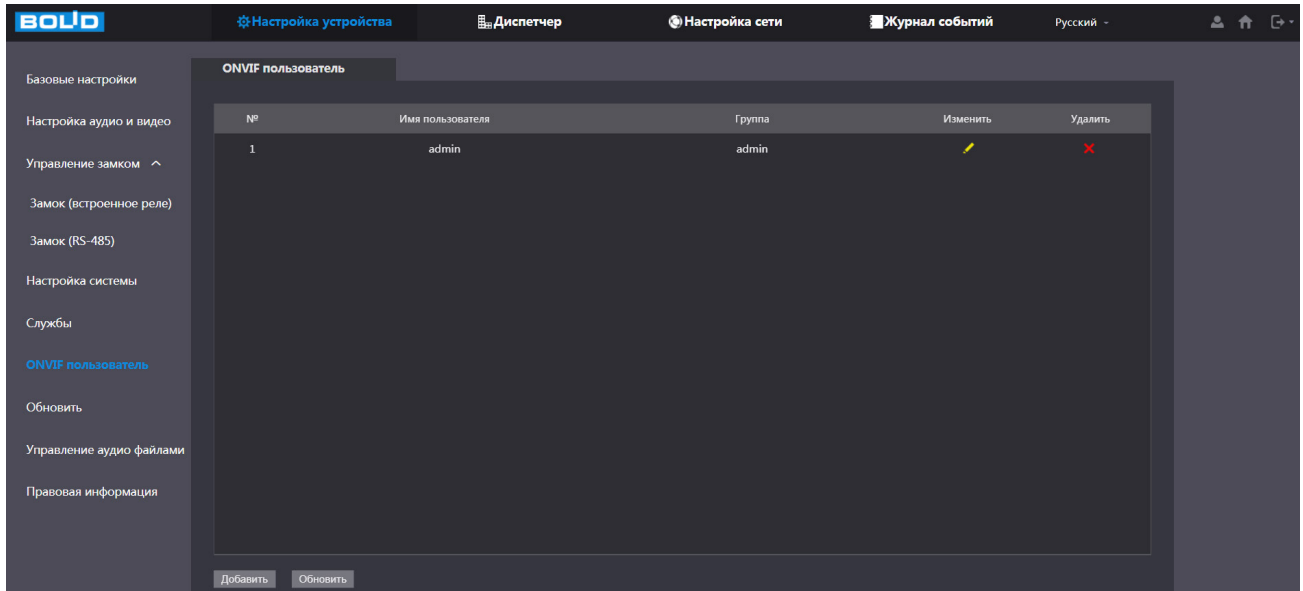 BOLID
Настройка устройства
Диспетчер
Настройка сети
Журнал событий
Русский
Базовые настройки
Настройка аудио и видео
Управление замком
Замок (встроенное реле)
Замок (RS-485)
Настройка системы
Службы
ONVIF пользователь
Обновить
Управление аудио файлами
Правовая информация
ONVIF пользователь
№ Имя пользователя Группа Изменить Удалить
1 admin admin
Добавить Обновить